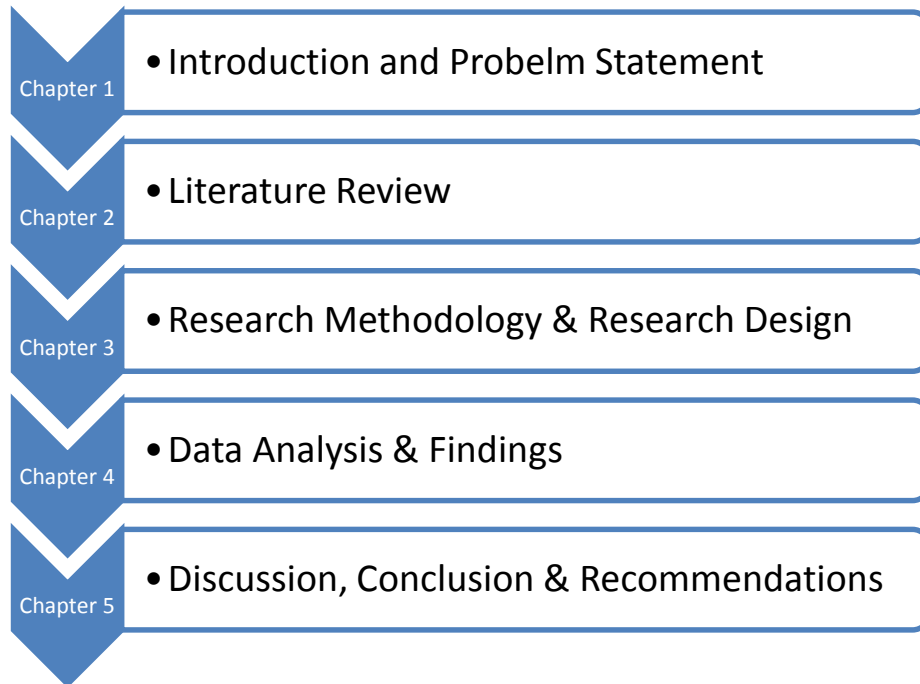 Chapter 1
• Introduction and Probelm Statement
Chapter 2
• Literature Review
Chapter 3
• Research Methodology & Research Design
Chapter 4
• Data Analysis & Findings
Chapter 5
• Discussion, Conclusion & Recommendations